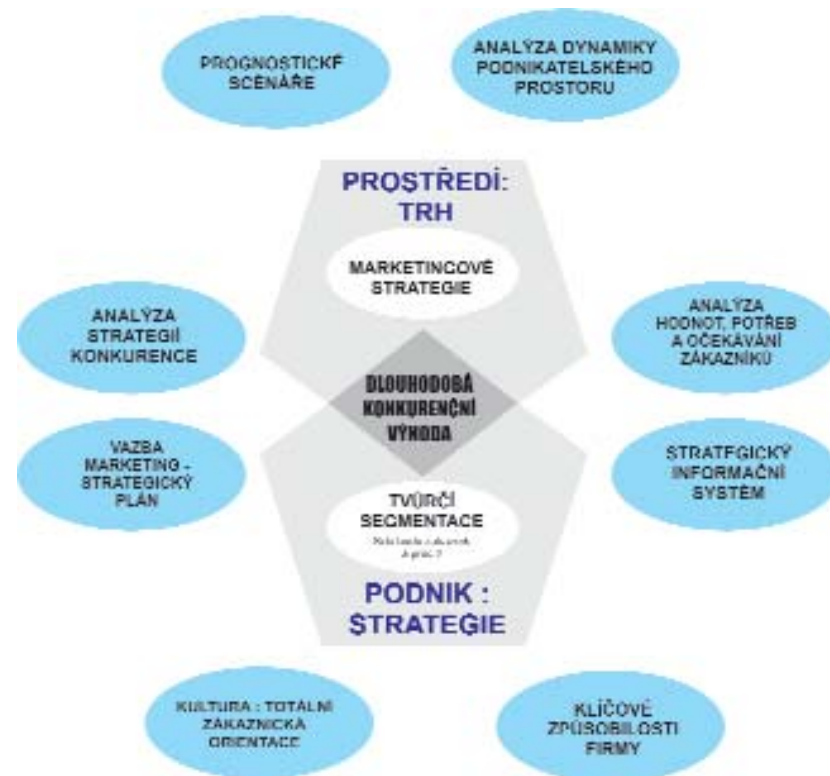 PROGNOSTICKÉ
SCÉNÁŘE
ANALÝZA DYNAMIKY
PODNIKATELSKÉHO
PROSTORU
PROSTŘEDÍ:
TRH
MARKETINGOVÉ
STRATEGIE
ANALÝZA
STRATEGIÍ
KONKURENCE
ANALÝZA
HODNOT, POTŘEB
A OČEKÁVÁNÍ
ZÁKAZNÍKŮ
DLOUHODOBÁ
KONKURENČNÍ
VÝHODA
VAZBA
MARKETING -
STRATEGICKÝ
PLÁN
STRATEGICKÝ
INFORMAČNÍ
SYSTÉM
TVŮRČÍ
SEGMENTACE
PODNIK :
STRATEGIE
KULTURA : TOTÁLNÍ
ZÁKAZNICKÁ
ORIENTACE
KLÍČOVÉ
ZPŮSOBILOSTI
FIRMY